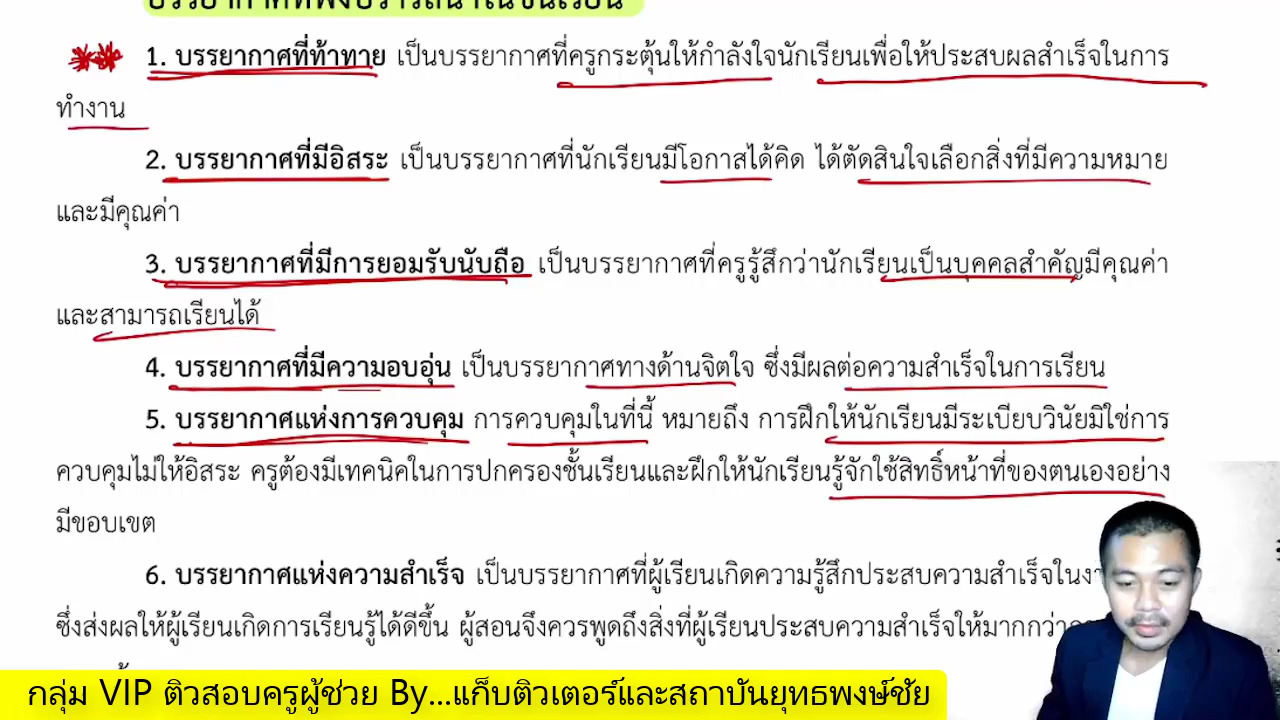 บรรยากาศที่พึงปรารถนาในชั้นเรียน
1. บรรยากาศที่ท้าทาย เป็นบรรยากาศที่ครูกระตุ้นให้กำลังใจนักเรียนเพื่อให้ประสบผลสำเร็จในการ
ทำงาน
2. บรรยากาศที่มีอิสระ เป็นบรรยากาศที่นักเรียนมีโอกาสได้คิด ได้ตัดสินใจเลือกสิ่งที่มีความหมาย
และมีคุณค่า
3. บรรยากาศที่มีการยอมรับนับถือ เป็นบรรยากาศที่ครูรู้สึกว่านักเรียนเป็นบุคคลสำคัญมีคุณค่า
และสามารถเรียนได้
4. บรรยากาศที่มีความอบอุ่น เป็นบรรยากาศทางด้านจิตใจ ซึ่งมีผลต่อความสำเร็จในการเรียน
5. บรรยากาศแห่งการควบคุม การควบคุมในที่นี้ หมายถึง การฝึกให้นักเรียนมีระเบียบวินัยมิใช่การ
ควบคุมไม่ให้อิสระ ครูต้องมีเทคนิคในการปกครองชั้นเรียนและฝึกให้นักเรียนรู้จักใช้สิทธิ์หน้าที่ของตนเองอย่าง
มีขอบเขต
6. บรรยากาศแห่งความสำเร็จ เป็นบรรยากาศที่ผู้เรียนเกิดความรู้สึกประสบความสำเร็จใน
ซึ่งส่งผลให้ผู้เรียนเกิดการเรียนรู้ได้ดีขึ้น ผู้สอนจึงควรพูดถึงสิ่งที่ผู้เรียนประสบความสำเร็จให้มากกว่า
กลุ่ม VIP ติวสอบครูผู้ช่วย By...แก็บติวเตอร์และสถาบันยุทธพงษ์ชัย